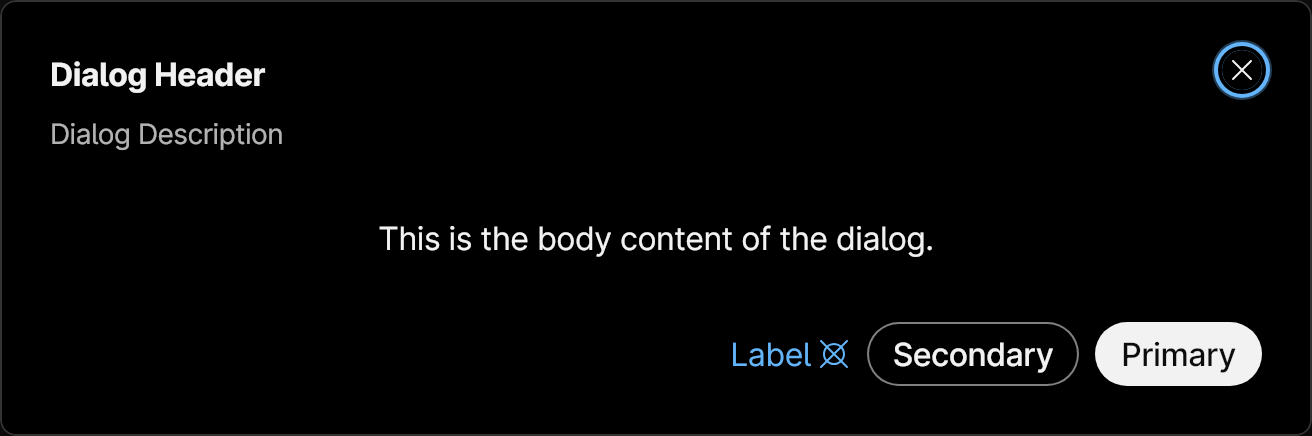 Dialog Header
Dialog Description
This is the body content of the dialog.
Label Secondary Primary